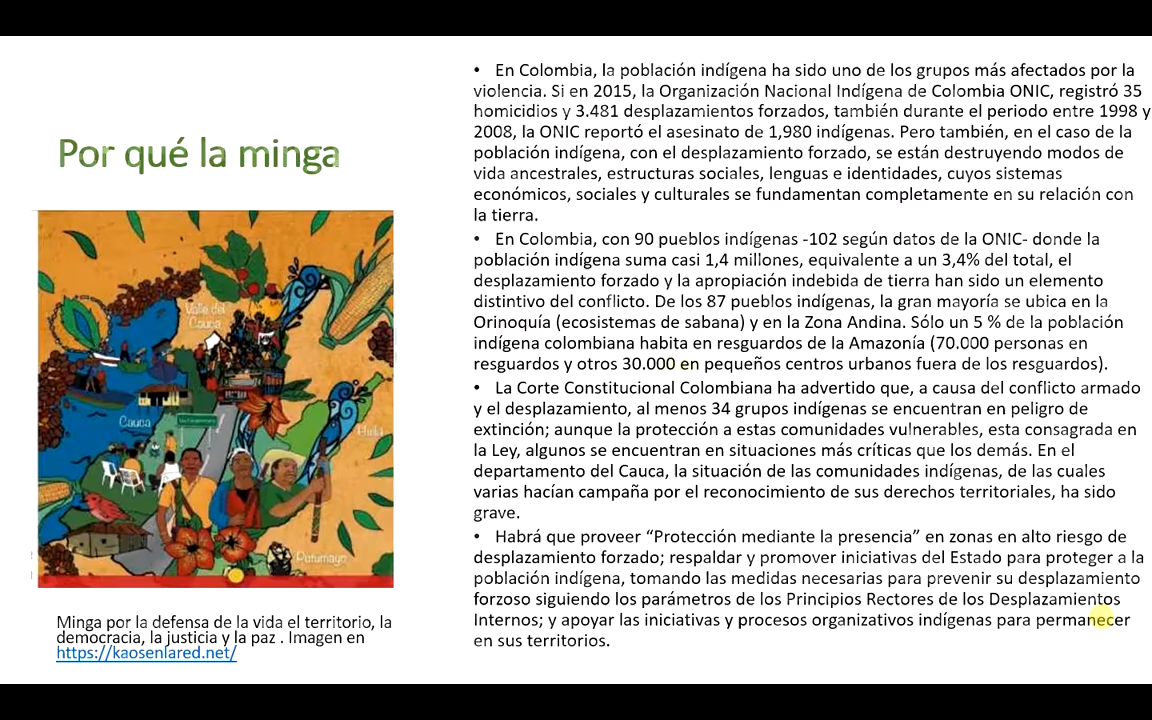 Por qué la minga
Valle del
Cauca
Cauca
Huila
Putumayo
Minga por la defensa de la vida el territorio, la
democracia, la justicia y la paz . Imagen en
https://kaosenlared.net/
• En Colombia, la población indígena ha sido uno de los grupos más afectados por la
violencia. Si en 2015, la Organización Nacional Indígena de Colombia ONIC, registró 35
homicidios y 3.481 desplazamientos forzados, también durante el periodo entre 1998 y
2008, la ONIC reportó el asesinato de 1,980 indígenas. Pero también, en el caso de la
población indígena, con el desplazamiento forzado, se están destruyendo modos de
vida ancestrales, estructuras sociales, lenguas e identidades, cuyos sistemas
económicos, sociales y culturales se fundamentan completamente en su relación con
la tierra.
• En Colombia, con 90 pueblos indígenas -102 según datos de la ONIC- donde la
población indígena suma casi 1,4 millones, equivalente a un 3,4% del total, el
desplazamiento forzado y la apropiación indebida de tierra han sido un elemento
distintivo del conflicto. De los 87 pueblos indígenas, la gran mayoría se ubica en la
Orinoquía (ecosistemas de sabana) y en la Zona Andina. Sólo un 5 % de la población
indígena colombiana habita en resguardos de la Amazonía (70.000 personas en
resguardos y otros 30.000 en pequeños centros urbanos fuera de los resguardos).
• La Corte Constitucional Colombiana ha advertido que, a causa del conflicto armado
y el desplazamiento, al menos 34 grupos indígenas se encuentran en peligro de
extinción; aunque la protección a estas comunidades vulnerables, esta consagrada en
la Ley, algunos se encuentran en situaciones más críticas que los demás. En el
departamento del Cauca, la situación de las comunidades indígenas, de las cuales
varias hacían campaña por el reconocimiento de sus derechos territoriales, ha sido
grave.
• Habrá que proveer “Protección mediante la presencia” en zonas en alto riesgo de
desplazamiento forzado; respaldar y promover iniciativas del Estado para proteger a la
población indígena, tomando las medidas necesarias para prevenir su desplazamiento
forzoso siguiendo los parámetros de los Principios Rectores de los Desplazamientos
Internos; y apoyar las iniciativas y procesos organizativos indígenas para permanecer
en sus territorios.